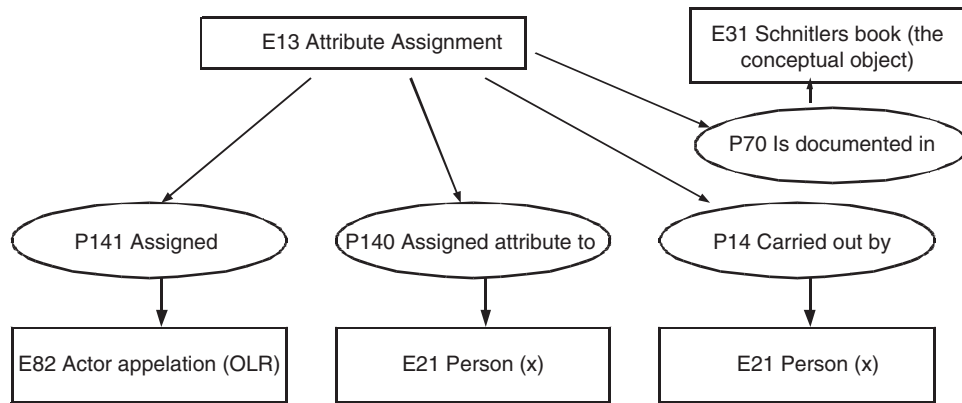 E13 Attribute Assignment
E31 Schnitlers book (the
conceptual object)
P70 Is documented in
P141 Assigned
P140 Assigned attribute to
P14 Carried out by
E82 Actor appelation (OLR)
E21 Person (x)
E21 Person (x)